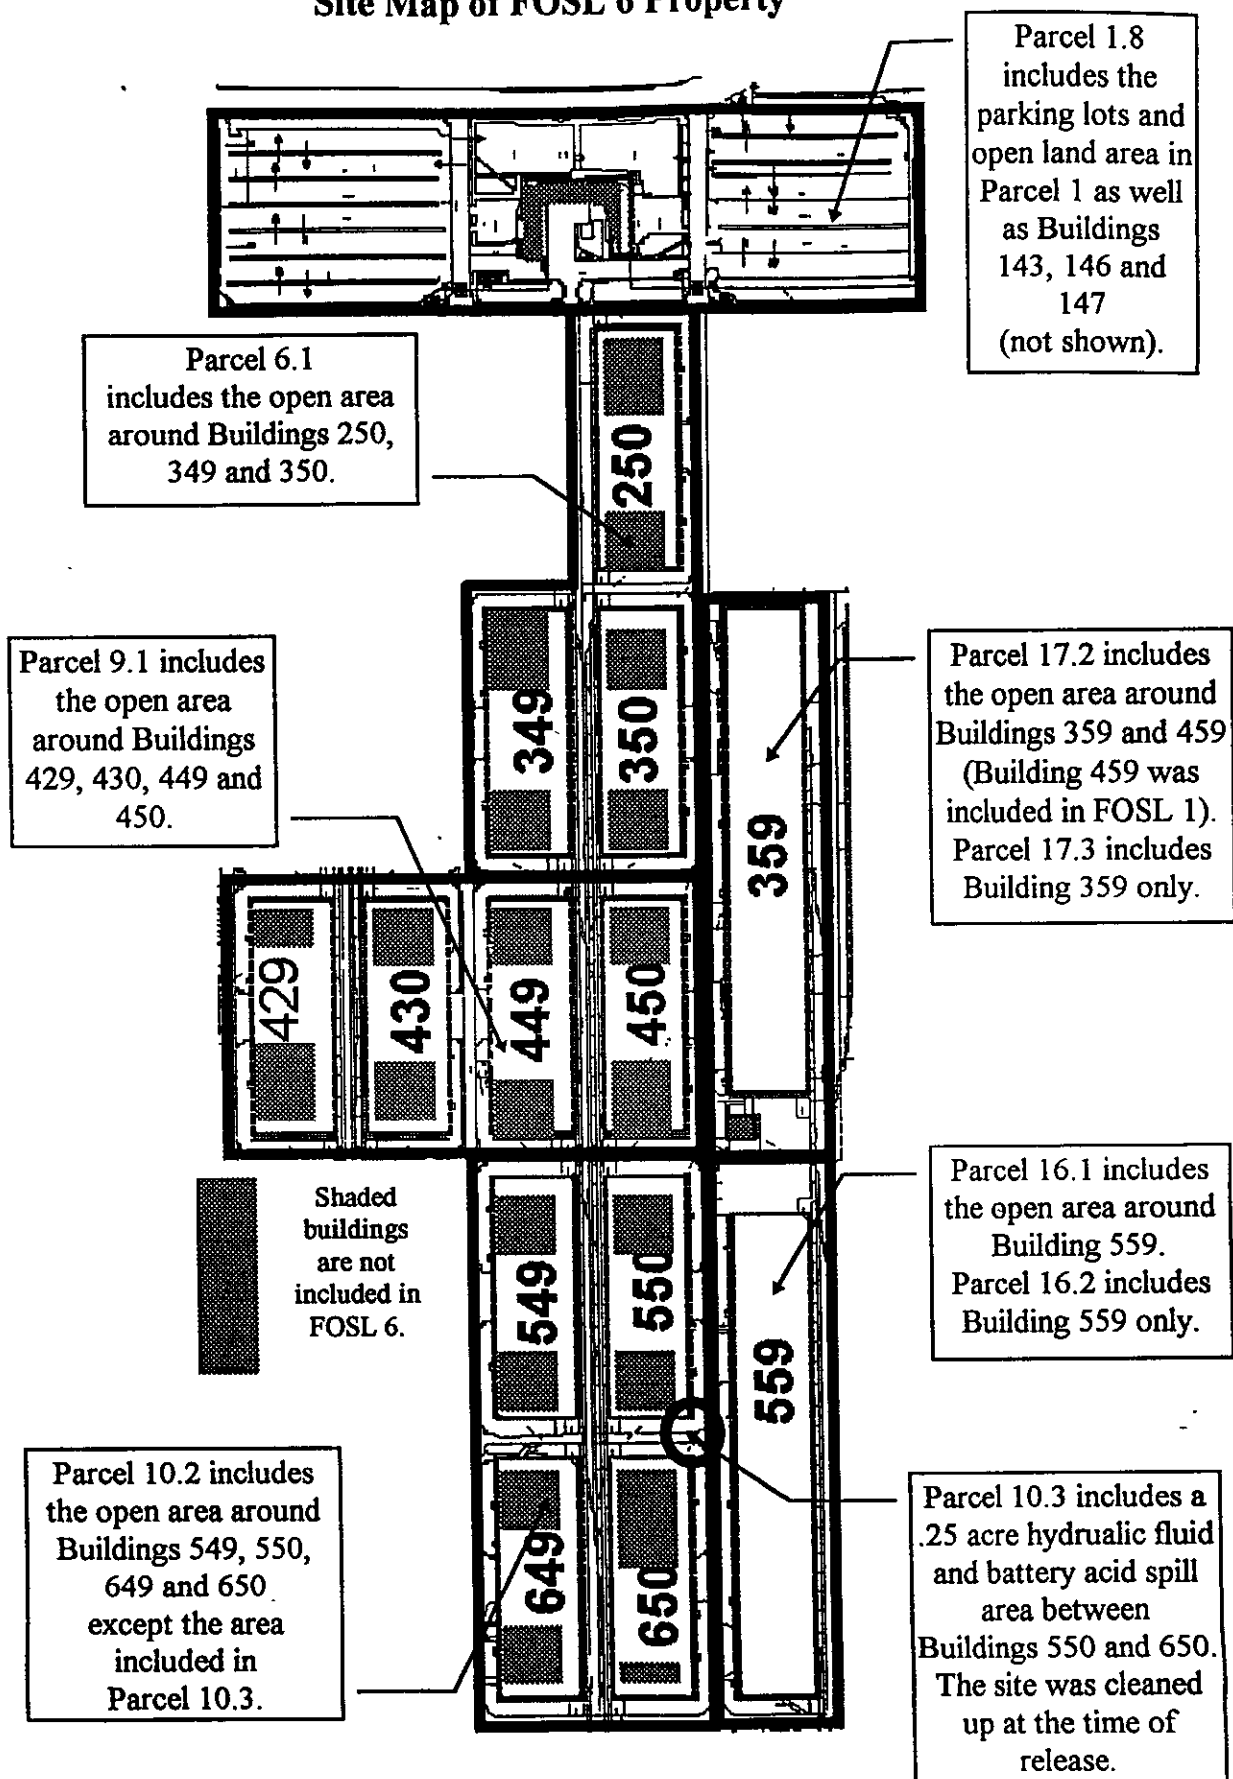 Site Map of FOSL 6 Property
Parcel 1.8
includes the
parking lots and
open land area in
Parcel 1 as well
as Buildings
143, 146 and
147
(not shown).
Parcel 6.1
includes the open area
around Buildings 250,
349 and 350.
250
Parcel 9.1 includes
the open area
around Buildings
429, 430, 449 and
450.
349
350
359
Parcel 17.2 includes
the open area around
Buildings 359 and 459
(Building 459 was
included in FOSL 1).
Parcel 17.3 includes
Building 359 only.
429
430
449
450
Shaded
buildings
are not
included in
FOSL 6.
549
550
559
Parcel 16.1 includes
the open area around
Building 559.
Parcel 16.2 includes
Building 559 only.
Parcel 10.2 includes
the open area around
Buildings 549, 550,
649 and 650
except the area
included in
Parcel 10.3.
649
650
Parcel 10.3 includes a
.25 acre hydrualic fluid
and battery acid spill
area between
Buildings 550 and 650.
The site was cleaned
up at the time of
release.